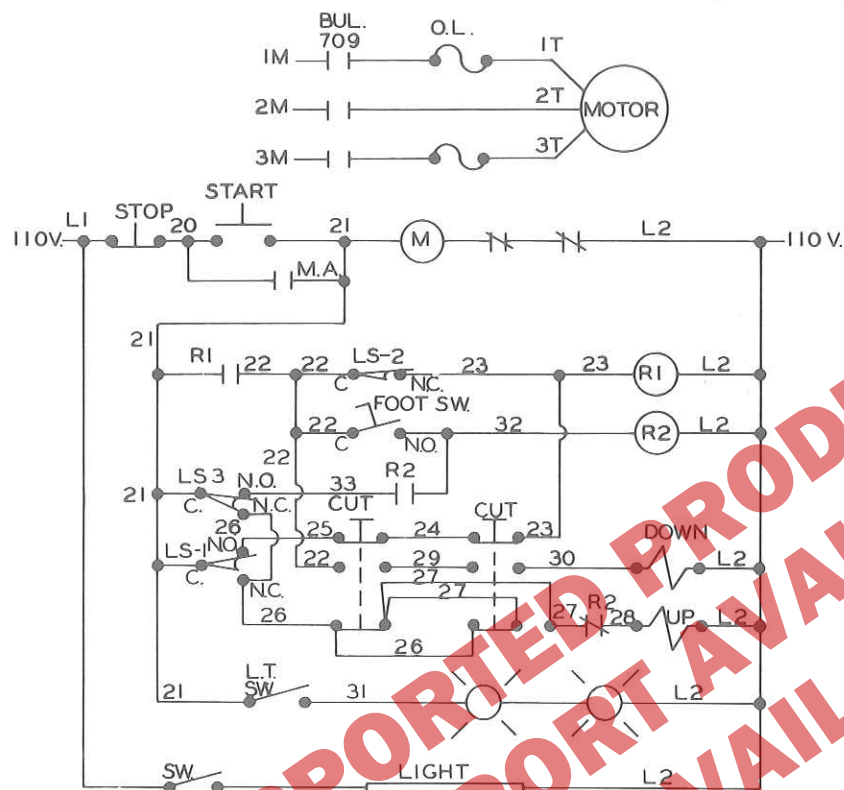 BUL.
709
O.L.
1T
1M
2M
2T
MOTOR
3M
3T
START
L1
STOP
20
21
110V.
M
L2
110 V.
M.A.
21
R1
22
22
LS-2
23
23
R1
L2
C
N.C.
FOOT SW.
22
C
N.O.
32
R2
L2
22
LS 3
N.O.
33
R2
21
C.
N.C.
CUT
CUT
26
25
24
23
DOWN
LS-1
NO.
22
29
30
L2
C.
N.C.
27
27
26
27
R2
28
UP
L2
26
L.T.
SW
21
31
L2
SW.
LIGHT
L2